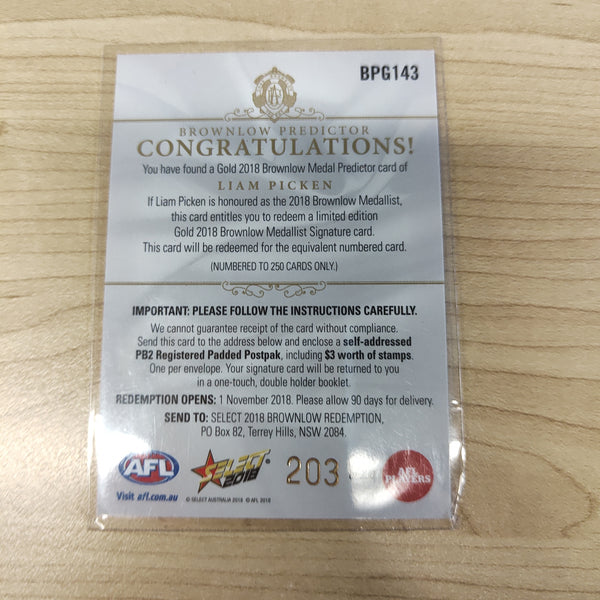 BPG143
BROWNLOW PREDICTOR
CONGRATULATIONS!
You have found a Gold 2018 Brownlow Medal Predictor card of
LIAM PICKEN
If Liam Picken is honoured as the 2018 Brownlow Medallist,
this card entitles you to redeem a limited edition
Gold 2018 Brownlow Medallist Signature card.
This card will be redeemed for the equivalent numbered card.
(NUMBERED TO 250 CARDS ONLY.)
IMPORTANT: PLEASE FOLLOW THE INSTRUCTIONS CAREFULLY.
We cannot guarantee receipt of the card without compliance.
Send this card to the address below and enclose a self-addressed
PB2 Registered Padded Postpak, including $3 worth of stamps.
One per envelope. Your signature card will be returned to you
in a one-touch, double holder booklet.
REDEMPTION OPENS: 1 November 2018. Please allow 90 days for delivery.
SEND TO: SELECT 2018 BROWNLOW REDEMPTION,
PO Box 82, Terrey Hills, NSW 2084.
AFL
SELECT
2018
203
AFL
PLAYERS
Visit afl.com.au
© SELECT AUSTRALIA 2018 © AFL 2018